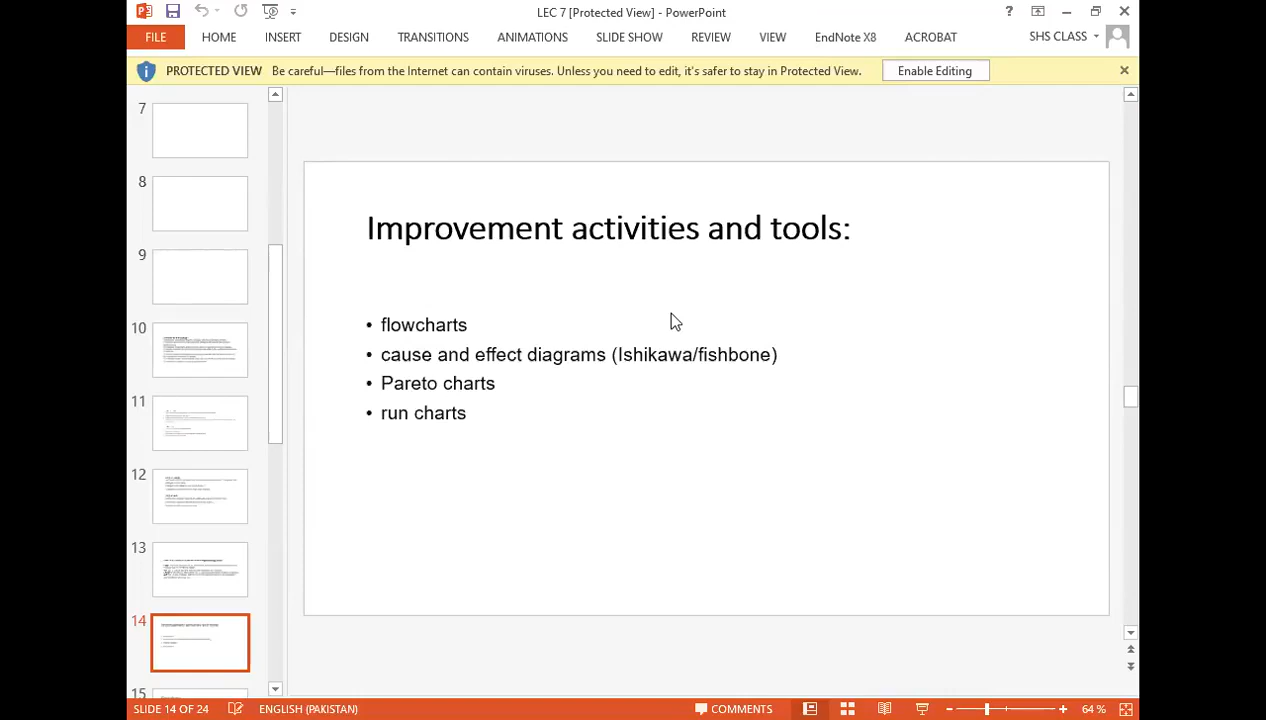 LEC 7 [Protected View] - PowerPoint
?
FILE HOME INSERT DESIGN TRANSITIONS ANIMATIONS SLIDE SHOW REVIEW VIEW EndNote X8 ACROBAT SHS CLASS
PROTECTED VIEW Be careful—files from the Internet can contain viruses. Unless you need to edit, it's safer to stay in Protected View. Enable Editing
7
8
9
10
11
12
13
14
15
Improvement activities and tools:
• flowcharts
• cause and effect diagrams (Ishikawa/fishbone)
• Pareto charts
• run charts
SLIDE 14 OF 24 ENGLISH (PAKISTAN) COMMENTS 64 %